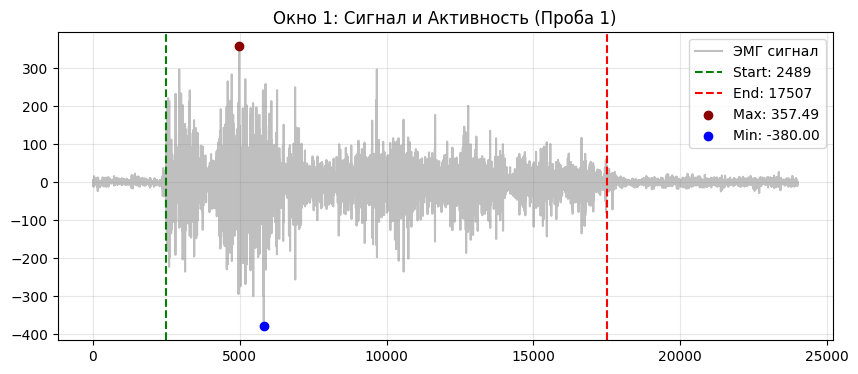 Окно 1: Сигнал и Активность (Проба 1)
300
200
100
0
−100
−200
−300
−400
0
5000
10000
15000
20000
25000
ЭМГ сигнал
Start: 2489
End: 17507
Max: 357.49
Min: -380.00